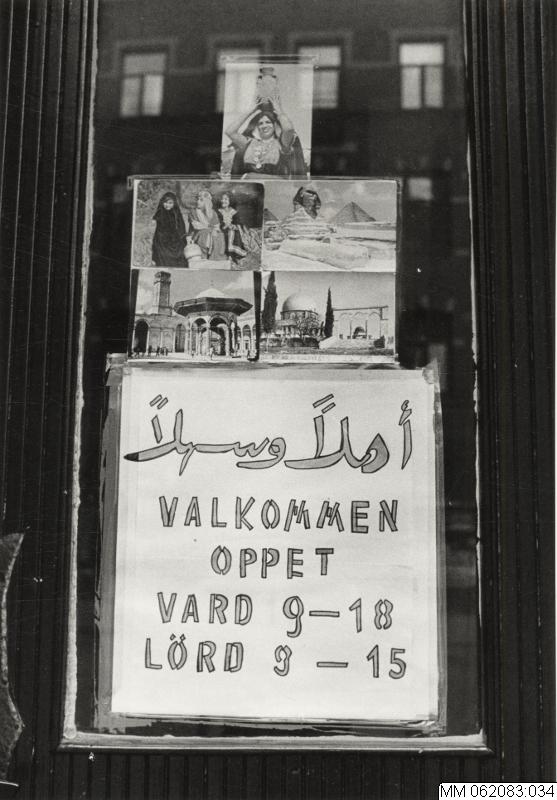 أهلاً وسهلاً
VALKOMMEN
OPPET
VARD 9-18
LÖRD 9-15
MM 062083:034